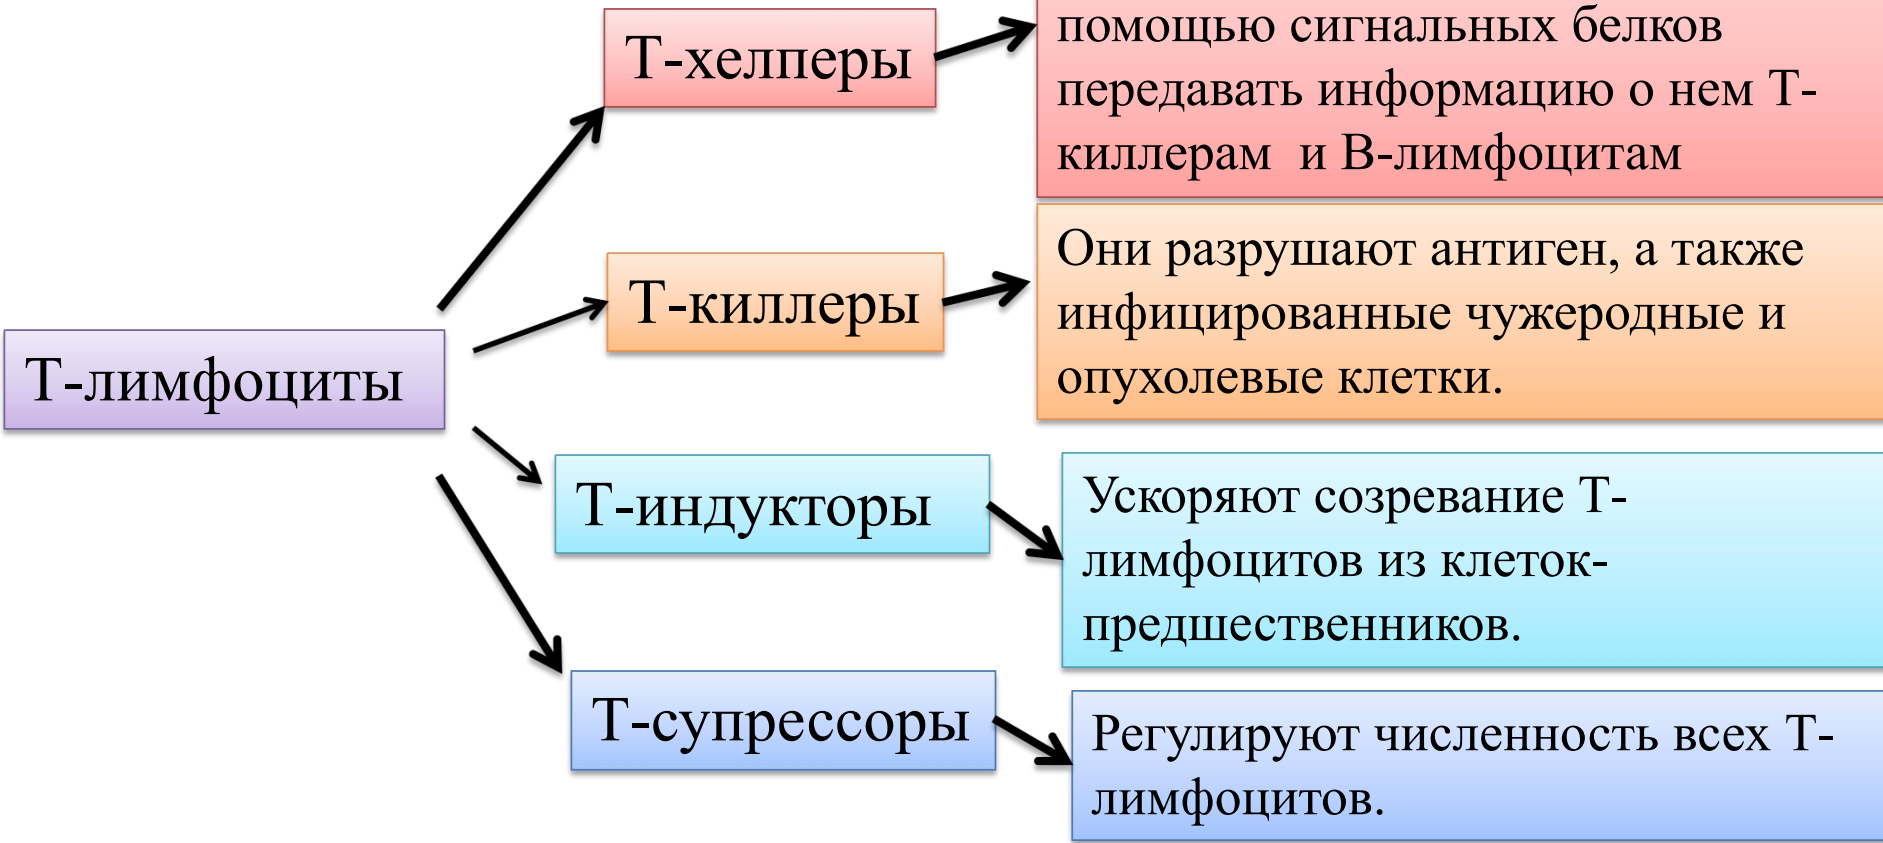 Т-лимфоциты
Т-хелперы
помощью сигнальных белков
передавать информацию о нем Т-
киллерам и В-лимфоцитам
Т-киллеры
Они разрушают антиген, а также
инфицированные чужеродные и
опухолевые клетки.
Т-индукторы
Ускоряют созревание Т-
лимфоцитов из клеток-
предшественников.
Т-супрессоры
Регулируют численность всех Т-
лимфоцитов.